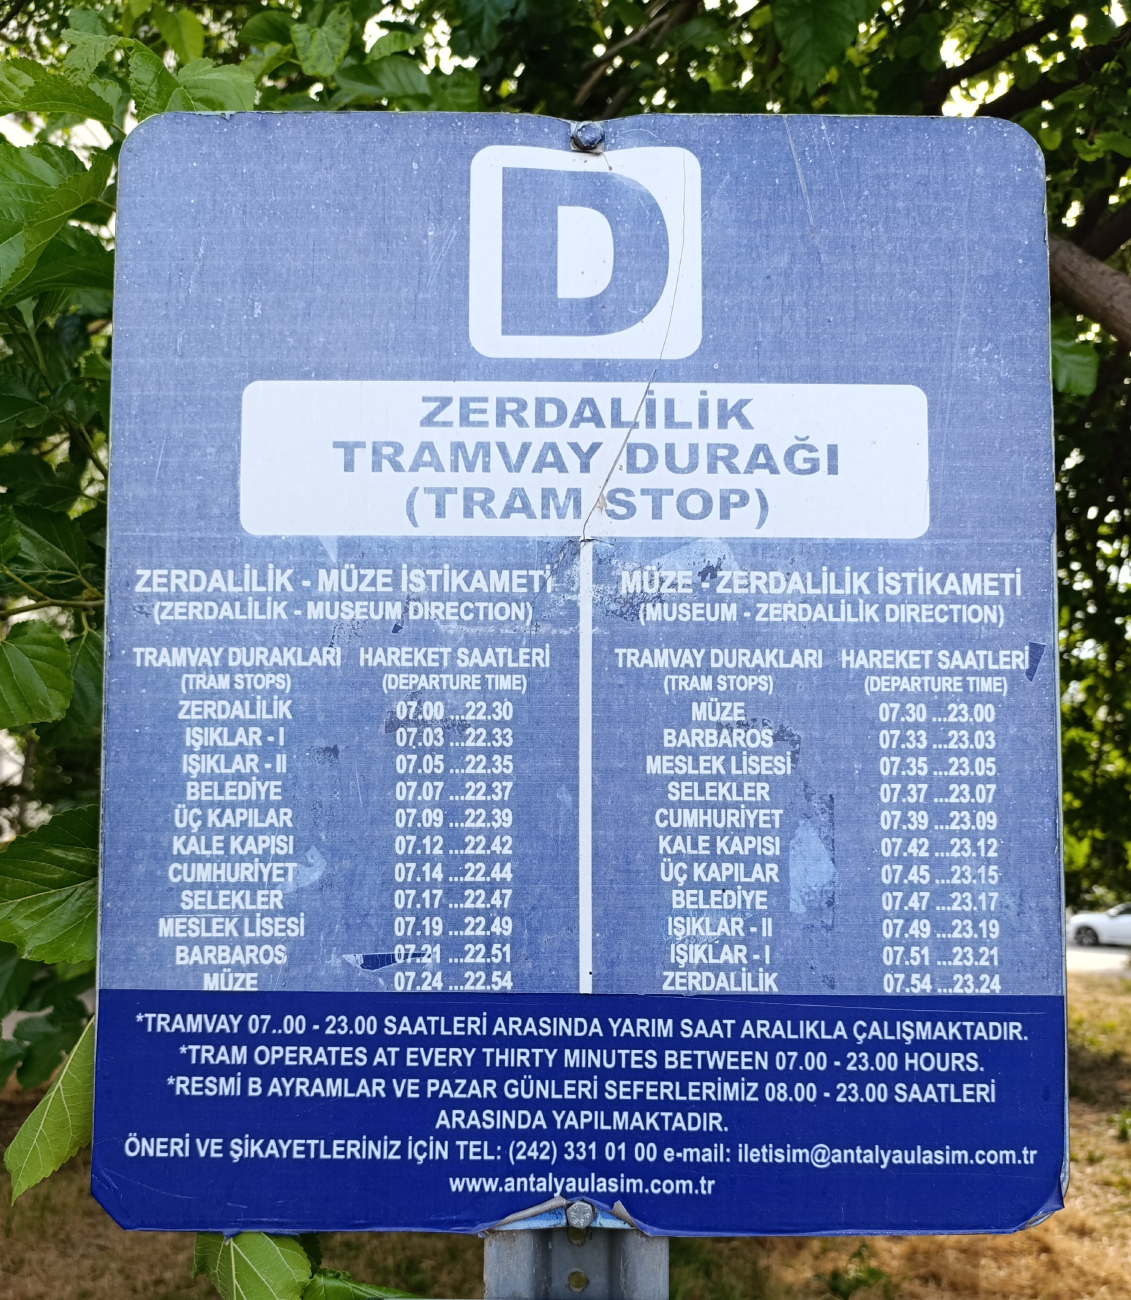 D
ZERDALİLİK
TRAMVAY DURAĞI
(TRAM STOP)
ZERDALİLİK - MÜZE İSTİKAMETİ
(ZERDALİLİK - MUSEUM DIRECTION)
TRAMVAY DURAKLARI HAREKET SAATLERİ
(TRAM STOPS) (DEPARTURE TIME)
ZERDALİLİK 07.00 ...22.30
IŞIKLAR - I 07.03 ...22.33
IŞIKLAR - II 07.05 ...22.35
BELEDİYE 07.07 ...22.37
ÜÇ KAPILAR 07.09 ...22.39
KALE KAPISI 07.12 ...22.42
CUMHURİYET 07.14 ...22.44
SELEKLER 07.17 ...22.47
MESLEK LİSESİ 07.19 ...22.49
BARBAROS 07.21 ...22.51
MÜZE 07.24 ...22.54
MÜZE - ZERDALİLİK İSTİKAMETİ
(MUSEUM - ZERDALİLİK DIRECTION)
TRAMVAY DURAKLARI HAREKET SAATLERİ
(TRAM STOPS) (DEPARTURE TIME)
MÜZE 07.30 ...23.00
BARBAROS 07.33 ...23.03
MESLEK LİSESİ 07.35 ...23.05
SELEKLER 07.37 ...23.07
CUMHURİYET 07.39 ...23.09
KALE KAPISI 07.42 ...23.12
ÜÇ KAPILAR 07.45 ...23.15
BELEDİYE 07.47 ...23.17
IŞIKLAR - II 07.49 ...23.19
IŞIKLAR - I 07.51 ...23.21
ZERDALİLİK 07.54 ...23.24
*TRAMVAY 07..00 - 23.00 SAATLERİ ARASINDA YARIM SAAT ARALIKLA ÇALIŞMAKTADIR.
*TRAM OPERATES AT EVERY THIRTY MINUTES BETWEEN 07.00 - 23.00 HOURS.
*RESMİ B AYRAMLAR VE PAZAR GÜNLERİ SEFERLERİMİZ 08.00 - 23.00 SAATLERİ
ARASINDA YAPILMAKTADIR.
ÖNERİ VE ŞİKAYETLERİNİZ İÇİN TEL: (242) 331 01 00 e-mail: iletisim@antalyaulasim.com.tr
www.antalyaulasim.com.tr